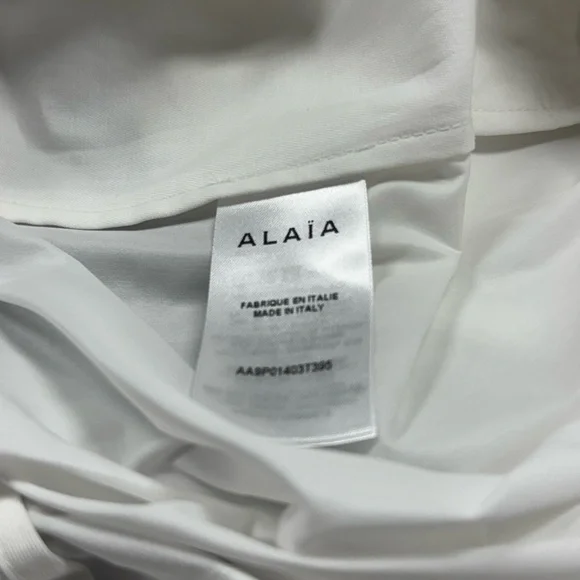 ALAÏA
FABRIQUE EN ITALIE
MADE IN ITALY
AA9P01403T395